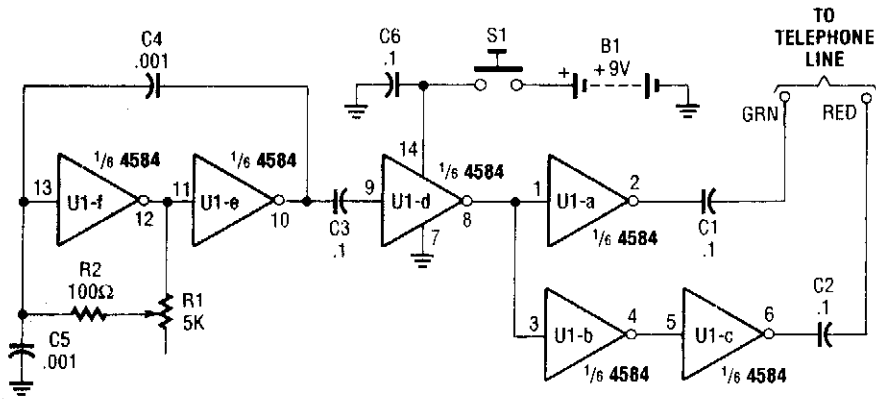 TO
TELEPHONE
LINE
C4
.001
C6
.1
S1
B1
+ +9V
GRN
RED
1/6 4584
1/6 4584
14
1/6 4584
13
U1-f
12
11
U1-e
10
C3
.1
9
U1-d
8
7
1
U1-a
2
1/6 4584
C1
.1
R2
100Ω
R1
5K
C5
.001
3
U1-b
4
1/6 4584
5
U1-c
6
1/6 4584
C2
.1